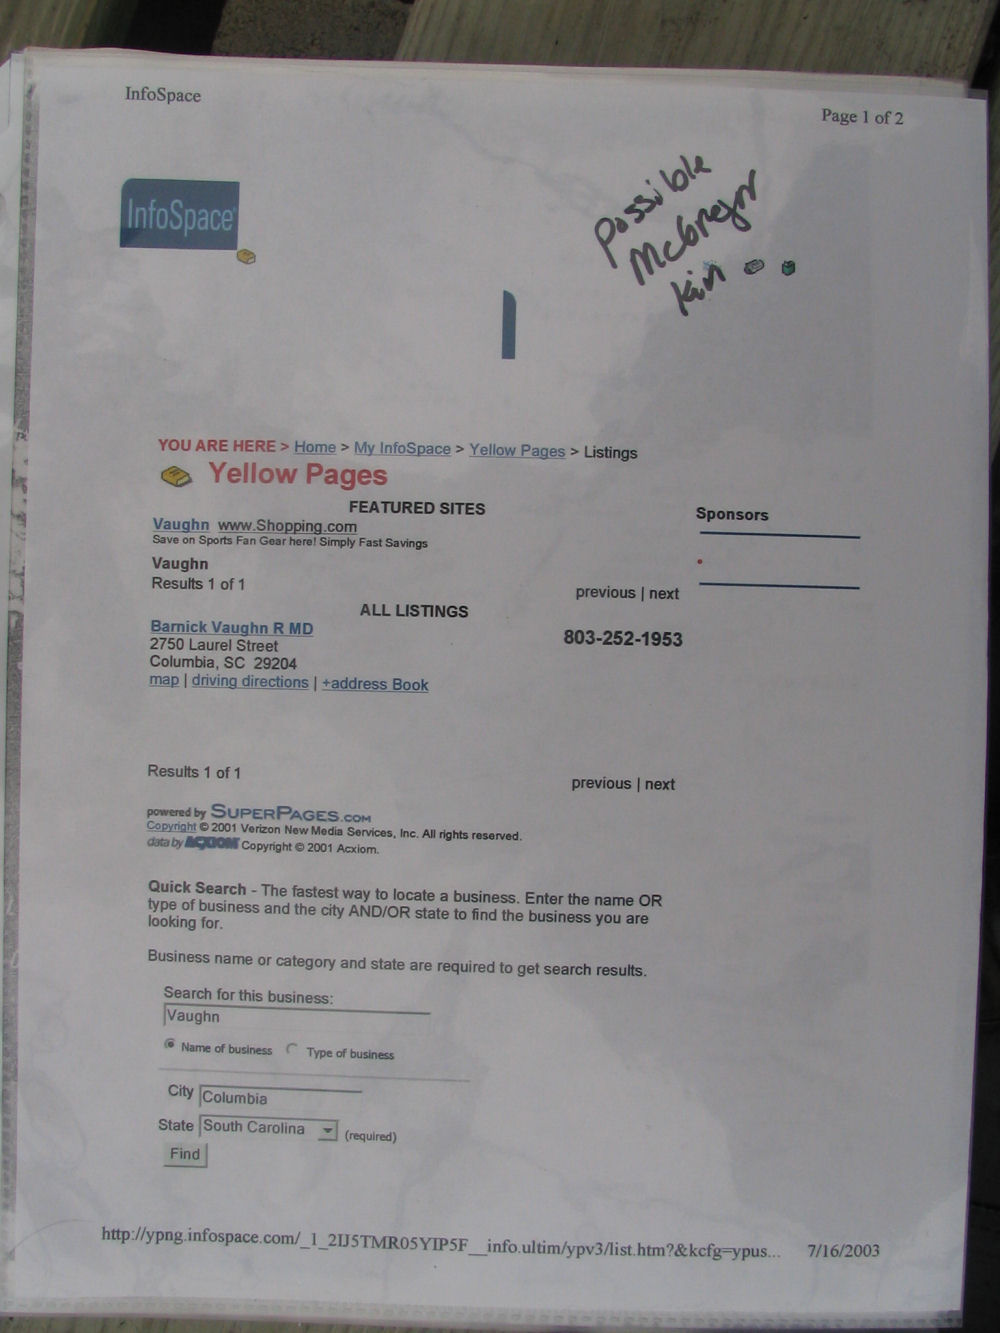 InfoSpace
Page 1 of 2
InfoSpace
Possible
McGregor
kin
YOU ARE HERE > Home > My InfoSpace > Yellow Pages > Listings
Yellow Pages
FEATURED SITES
Sponsors
Vaughn www.Shopping.com
Save on Sports Fan Gear here! Simply Fast Savings
Vaughn
Results 1 of 1
previous | next
ALL LISTINGS
Barnick Vaughn R MD
803-252-1953
2750 Laurel Street
Columbia, SC 29204
map | driving directions | +address Book
Results 1 of 1
previous | next
powered by SUPERPAGES.COM
Copyright © 2001 Verizon New Media Services, Inc. All rights reserved.
data by ACXIOM Copyright © 2001 Acxiom.
Quick Search - The fastest way to locate a business. Enter the name OR
type of business and the city AND/OR state to find the business you are
looking for.
Business name or category and state are required to get search results.
Search for this business:
Vaughn
Name of business Type of business
City Columbia
State South Carolina (required)
Find
http://ypng.infospace.com/_1_2IJ5TMR05YIP5F__info.ultim/ypv3/list.htm?&kcfg=ypus... 7/16/2003